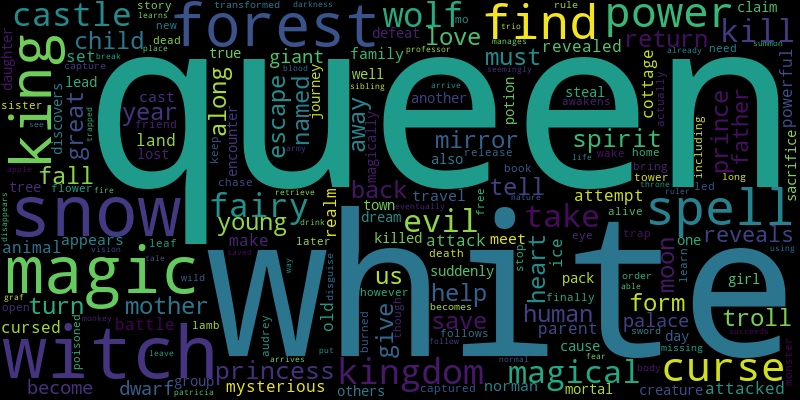 queen
white
snow
witch
magic
forest
king
castle
wolf
find
power
kill
love
return
child
set
giant
family
must
revealed
defeat
mo
rule
claim
trio
learns
story
new
transformed
darkness
dead
place
true
capture
manages
professor
seemingly
break
sibling
already
need
summon
daughter
sister
see
lead
discovers
great
trapped
year
cast
friend
land
lost
along
keep
encounter
chase
blood
army
escape
named
journey
away
magically
another
well
arrive
also
mirror
release
potion
book
spirit
steal
awakens
wake
life
home
bring
cottage
actually
including
prince
father
long
powerful
sacrifice
apple
fall
tree
flower
fire
fairy
retrieve
realm
back
tell
travel
nature
tower
throne
ruler
led
attempt
spell
disappears
animal
appears
vision
leaf
tale
young
make
later
drink
eventually
town
dream
evil
free
take
alive
eye
trap
moon
reveals
one
learn
using
wild
way
saved
us
killed
attack
meet
suddenly
stop
ice
heart
pack
order
able
girl
graf
open
monkey
turn
mother
old
disguise
however
death
becomes
help
finally
human
form
troll
cursed
poisoned
battle
lamb
audrey
arrives
put
burned
give
though
save
follows
follow
parent
palace
sword
day
missing
succeeds
monster
leave
become
dwarf
group
patricia
princess
mysterious
others
kingdom
captured
norman
normal
magical
cause
fear
mortal
body
curse
creature
attacked